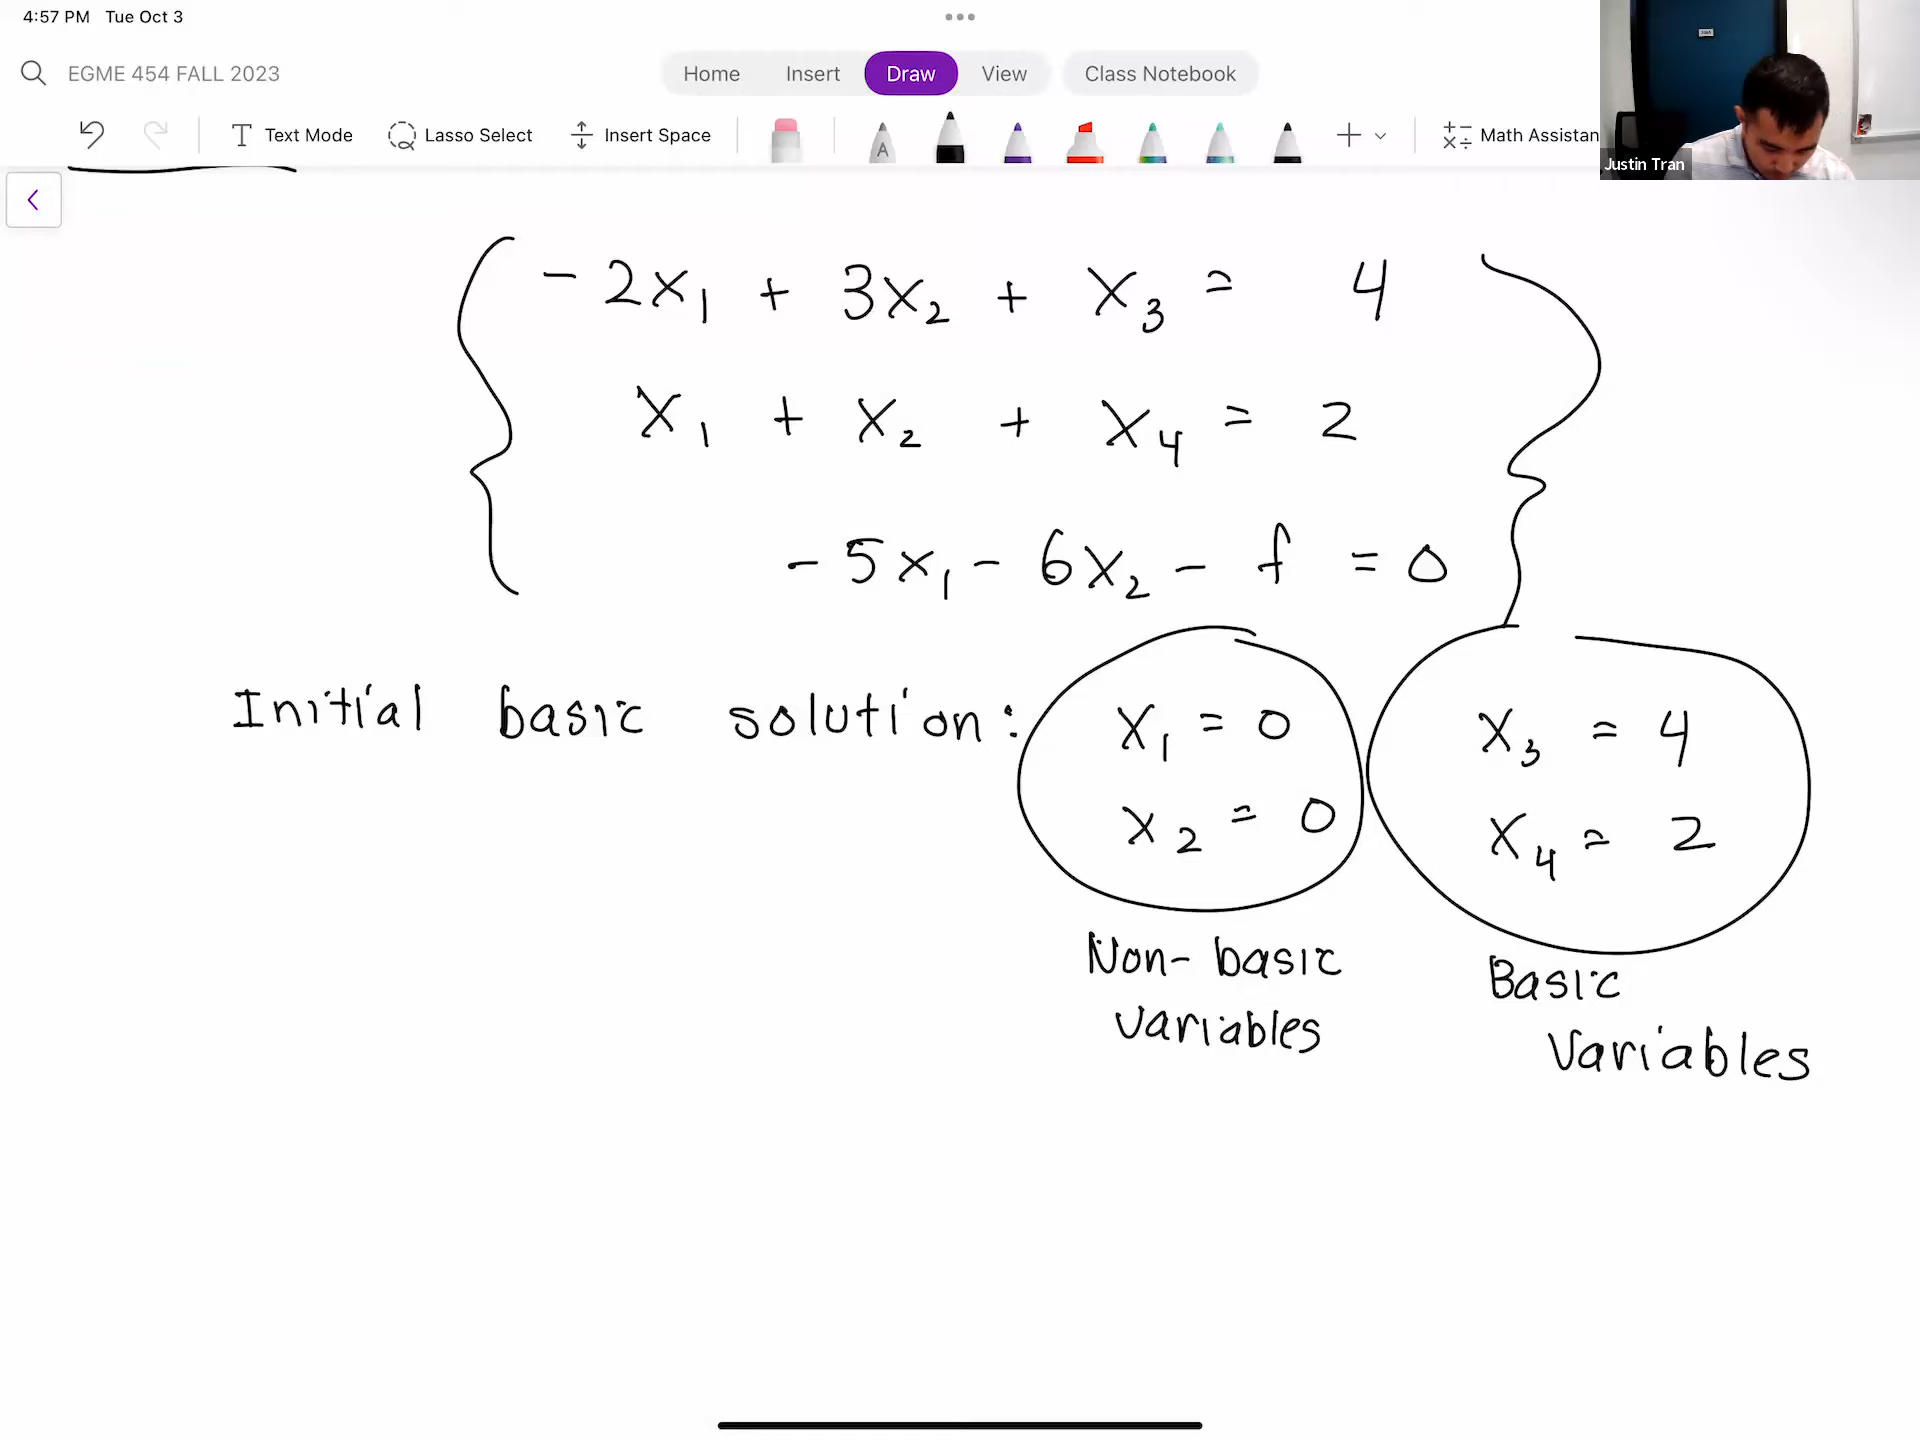 4:57 PM Tue Oct 3
EGME 454 FALL 2023
Home Insert Draw View Class Notebook
Text Mode Lasso Select Insert Space Math Assistan
Justin Tran
- 2x₁ + 3x₂ + x₃ = 4
x₁ + x₂ + x₄ = 2
- 5x₁ - 6x₂ - f = 0
Initial basic solution: x₁ = 0 x₃ = 4
x₂ = 0 x₄ = 2
Non-basic Basic
variables Variables